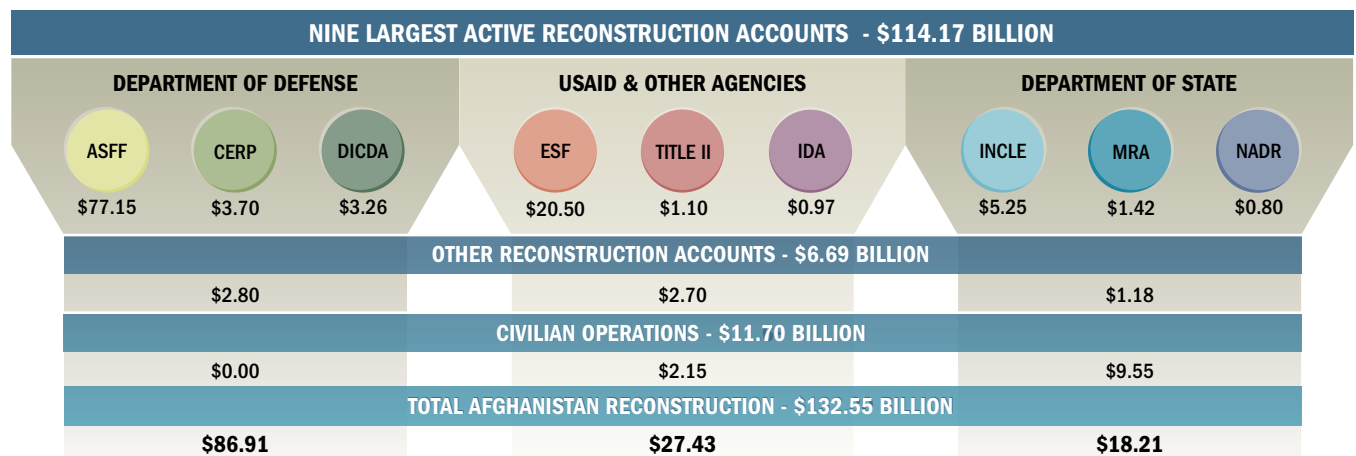 NINE LARGEST ACTIVE RECONSTRUCTION ACCOUNTS - $114.17 BILLION
DEPARTMENT OF DEFENSE
ASFF CERP DICDA
$77.15 $3.70 $3.26
USAID & OTHER AGENCIES
ESF TITLE II IDA
$20.50 $1.10 $0.97
DEPARTMENT OF STATE
INCLE MRA NADR
$5.25 $1.42 $0.80
OTHER RECONSTRUCTION ACCOUNTS - $6.69 BILLION
$2.80 $2.70 $1.18
CIVILIAN OPERATIONS - $11.70 BILLION
$0.00 $2.15 $9.55
TOTAL AFGHANISTAN RECONSTRUCTION - $132.55 BILLION
$86.91 $27.43 $18.21